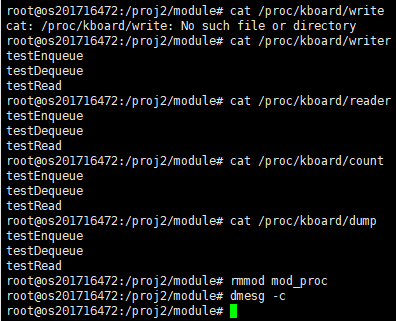 root@os201716472:/proj2/module# cat /proc/kboard/write
cat: /proc/kboard/write: No such file or directory
root@os201716472:/proj2/module# cat /proc/kboard/writer
testEnqueue
testDequeue
testRead
root@os201716472:/proj2/module# cat /proc/kboard/reader
testEnqueue
testDequeue
testRead
root@os201716472:/proj2/module# cat /proc/kboard/count
testEnqueue
testDequeue
testRead
root@os201716472:/proj2/module# cat /proc/kboard/dump
testEnqueue
testDequeue
testRead
root@os201716472:/proj2/module# rmmod mod_proc
root@os201716472:/proj2/module# dmesg -c
root@os201716472:/proj2/module#